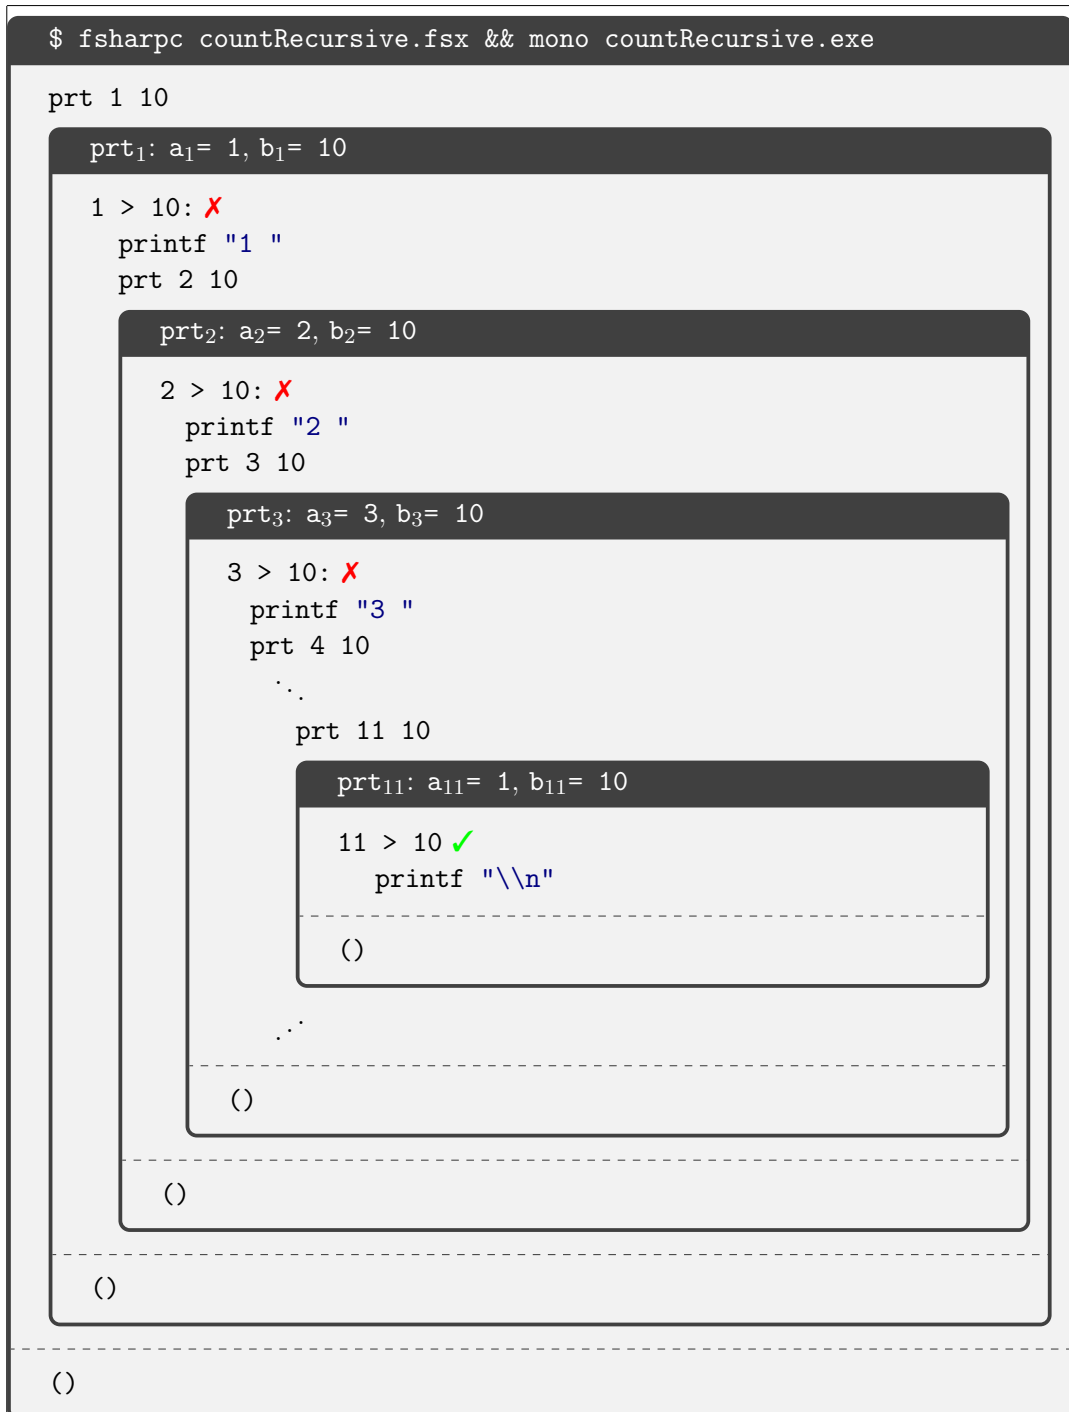 $ fsharpc countRecursive.fsx && mono countRecursive.exe
prt 1 10
prt₁: a₁= 1, b₁= 10
1 > 10: ✗
printf "1 "
prt 2 10
prt₂: a₂= 2, b₂= 10
2 > 10: ✗
printf "2 "
prt 3 10
prt₃: a₃= 3, b₃= 10
3 > 10: ✗
printf "3 "
prt 4 10
⋱
prt 11 10
prt₁₁: a₁₁= 1, b₁₁= 10
11 > 10 ✓
printf "\\n"
()
⋰
()
()
()
()